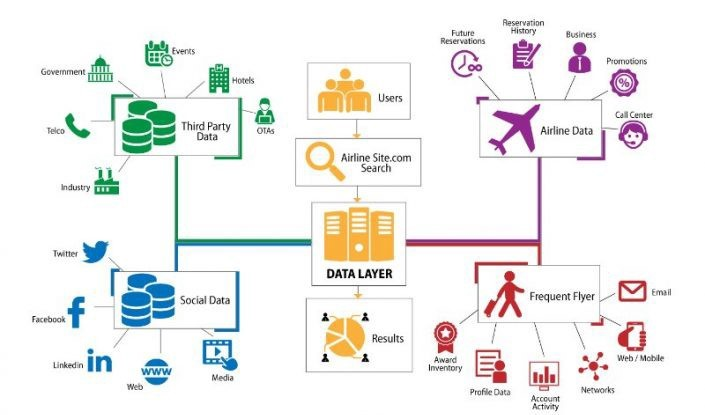 Government
Events
Hotels
Telco
Third Party
Data
OTAs
Industry
Users
Airline Site.com
Search
DATA LAYER
Results
Future
Reservations
Reservation
History
Business
Promotions
Call Center
Airline Data
Twitter
Facebook
Linkedin
in
Web
WWW
Media
Social Data
Frequent Flyer
Email
Web / Mobile
Networks
Account
Activity
Profile Data
Award
Inventory